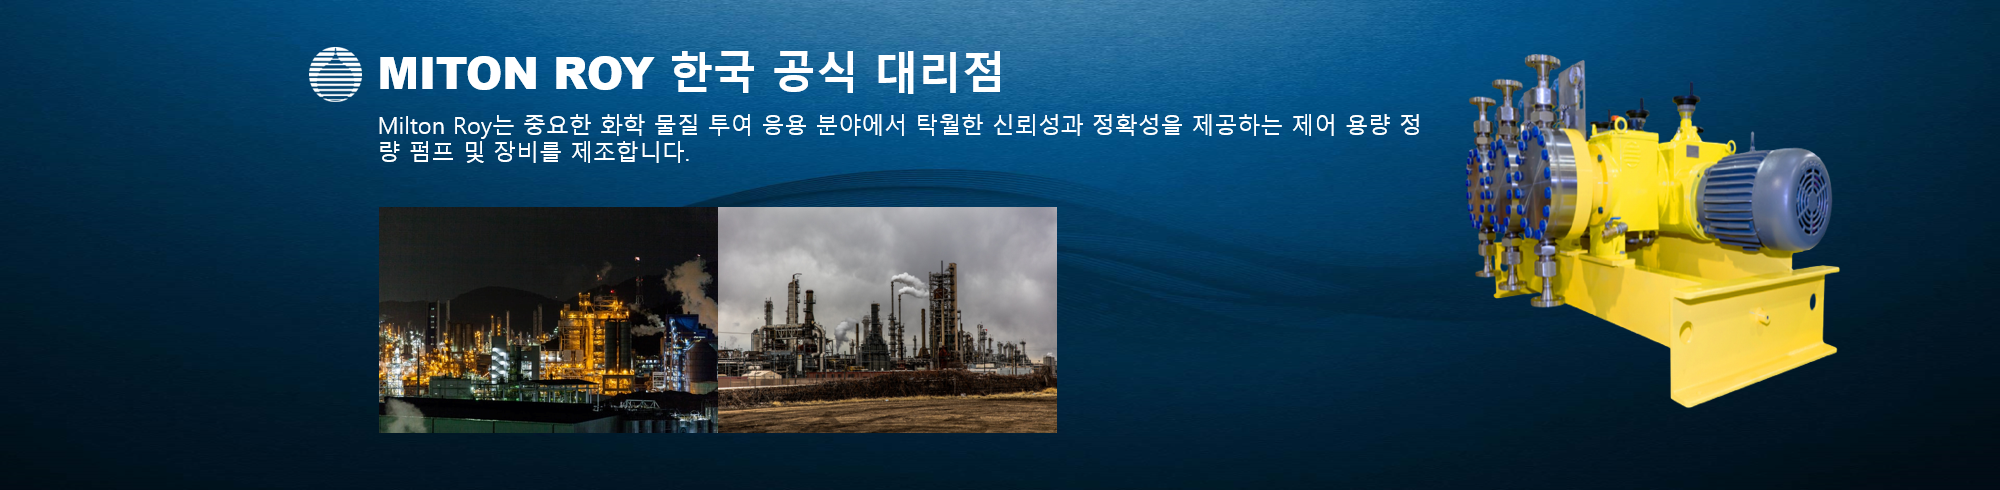 MITON ROY 한국 공식 대리점
Milton Roy는 중요한 화학 물질 투여 응용 분야에서 탁월한 신뢰성과 정확성을 제공하는 제어 용량 정
량 펌프 및 장비를 제조합니다.